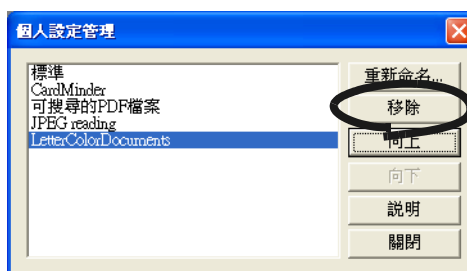 個人設定管理
標準
CardMinder
可搜尋的PDF檔案
JPEG reading
LetterColorDocuments
重新命名...
移除
向上
向下
說明
關閉